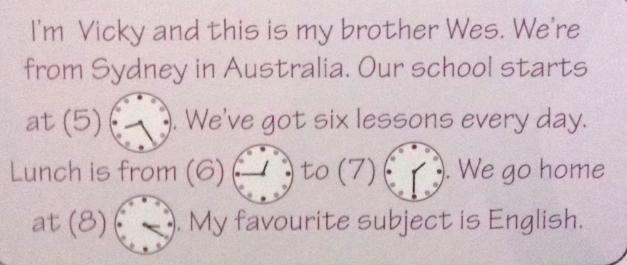 I'm Vicky and this is my brother Wes. We're
from Sydney in Australia. Our school starts
at (5) . We've got six lessons every day.
Lunch is from (6) to (7) . We go home
at (8) . My favourite subject is English.